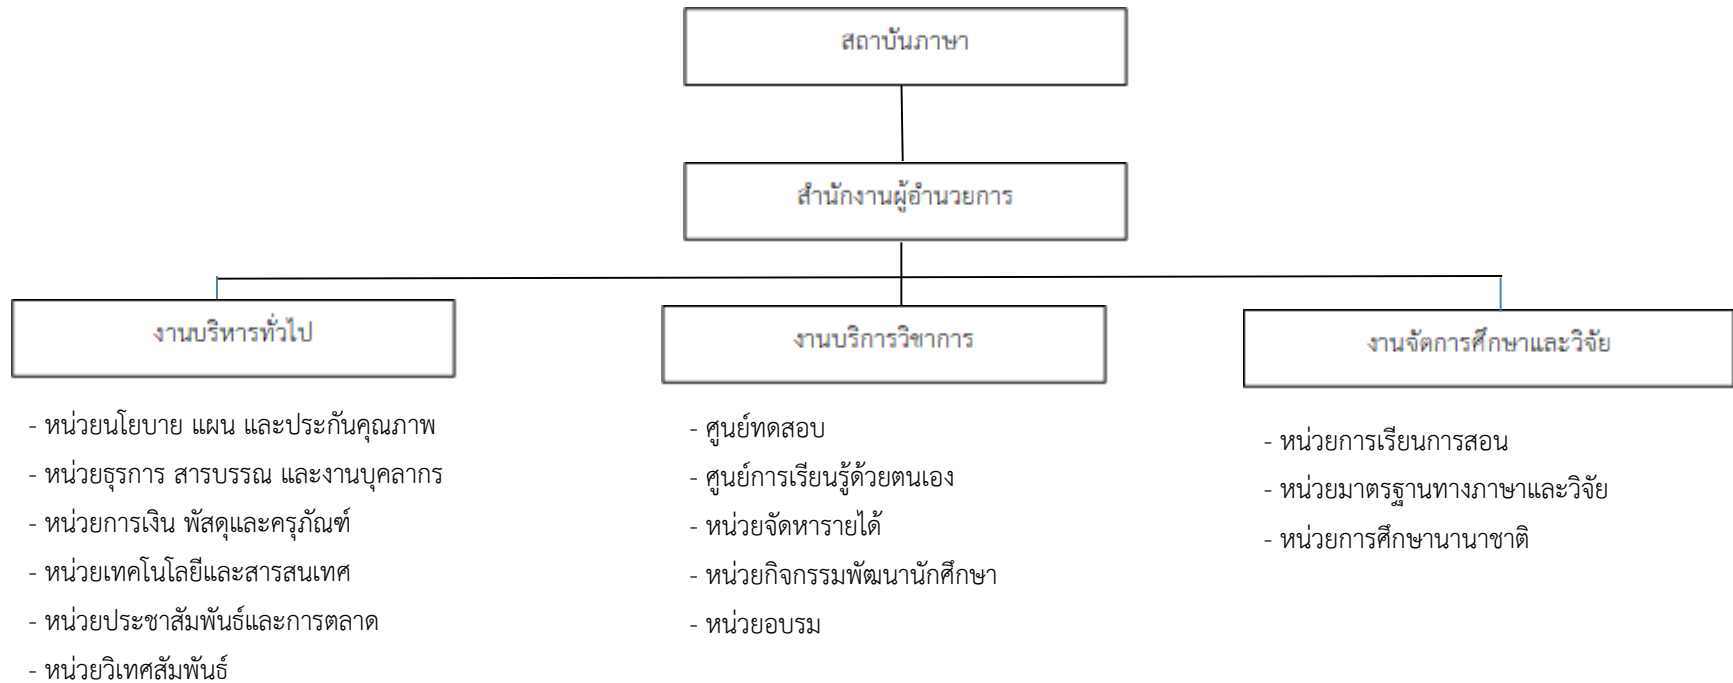 สถาบันภาษา
สำนักงานผู้อำนวยการ
งานบริหารทั่วไป
- หน่วยนโยบาย แผน และประกันคุณภาพ
- หน่วยธุรการ สารบรรณ และงานบุคลากร
- หน่วยการเงิน พัสดุและครุภัณฑ์
- หน่วยเทคโนโลยีและสารสนเทศ
- หน่วยประชาสัมพันธ์และการตลาด
- หน่วยวิเทศสัมพันธ์
งานบริการวิชาการ
- ศูนย์ทดสอบ
- ศูนย์การเรียนรู้ด้วยตนเอง
- หน่วยจัดหารายได้
- หน่วยกิจกรรมพัฒนานักศึกษา
- หน่วยอบรม
งานจัดการศึกษาและวิจัย
- หน่วยการเรียนการสอน
- หน่วยมาตรฐานทางภาษาและวิจัย
- หน่วยการศึกษานานาชาติ